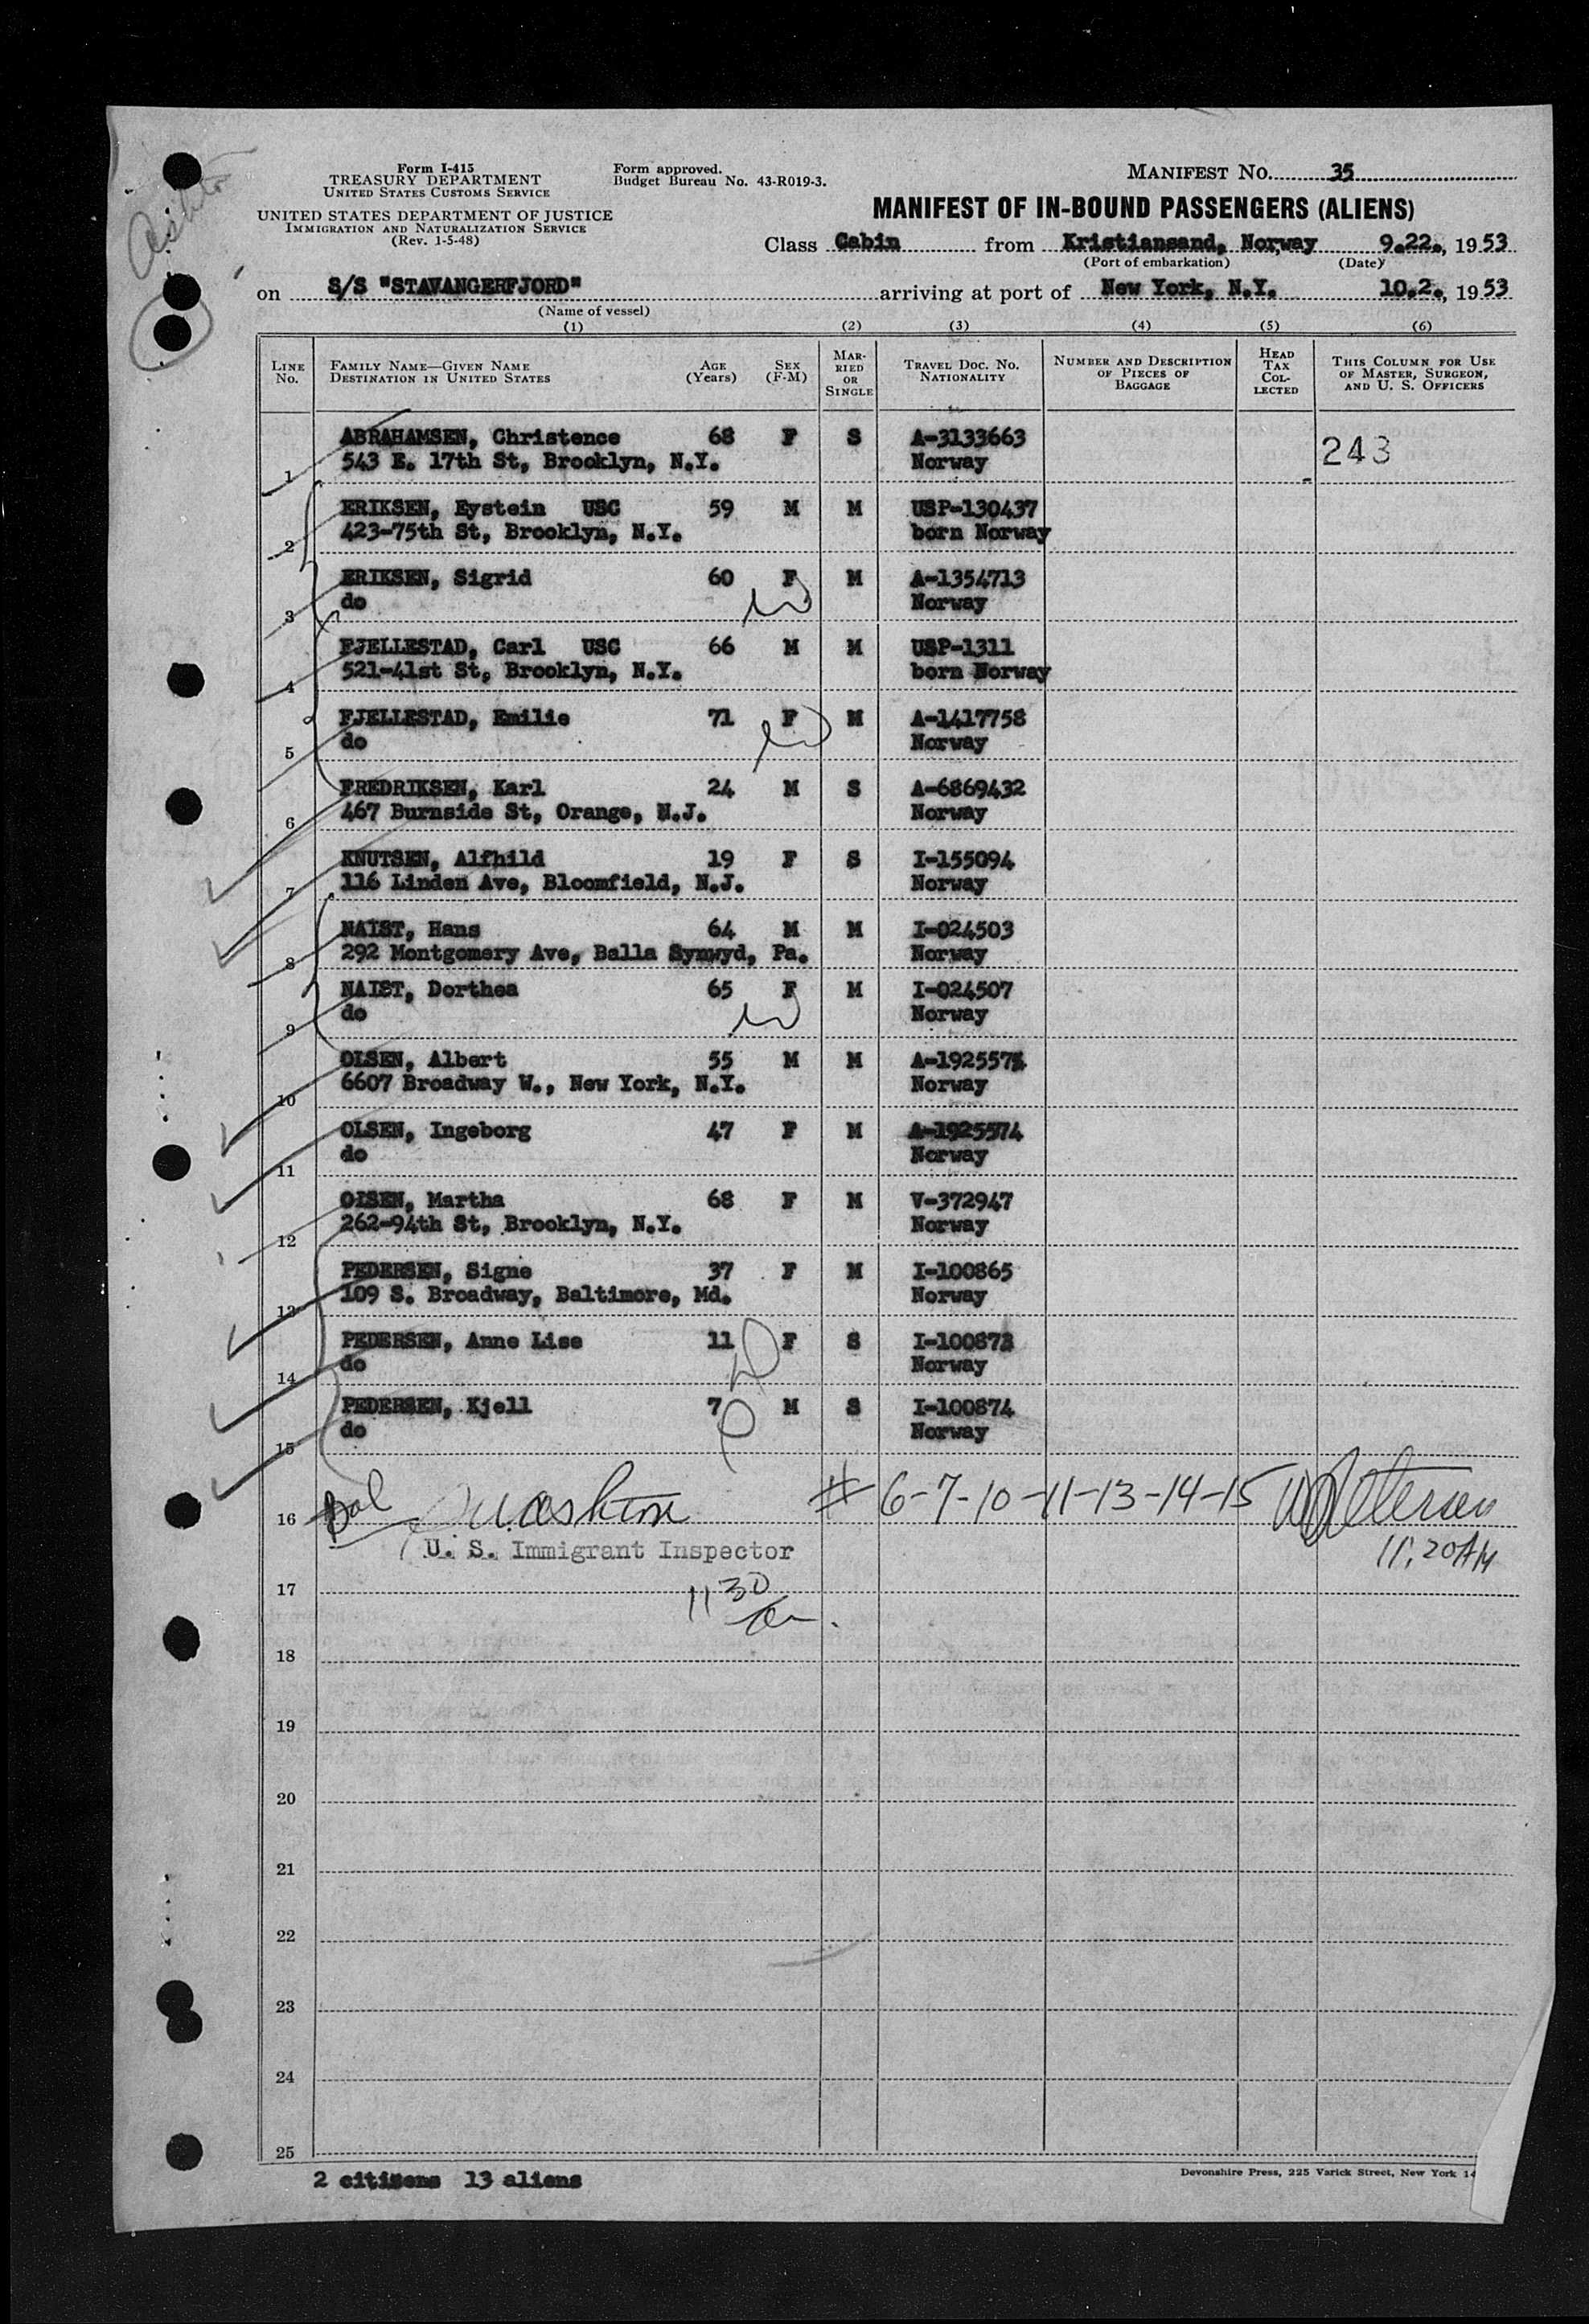 Form I-415
TREASURY DEPARTMENT
UNITED STATES CUSTOMS SERVICE
Form approved.
Budget Bureau No. 43-R019-3.
MANIFEST NO. 35
UNITED STATES DEPARTMENT OF JUSTICE
IMMIGRATION AND NATURALIZATION SERVICE
(Rev. 1-5-48)
MANIFEST OF IN-BOUND PASSENGERS (ALIENS)
Class Cabin from Kristiansand, Norway 9.22., 1953
(Port of embarkation) (Date)
on S/S "STAVANGERFJORD" arriving at port of New York, N.Y. 10.2., 1953
(Name of vessel)
(1) (2) (3) (4) (5) (6)
LINE No. FAMILY NAME—GIVEN NAME DESTINATION IN UNITED STATES AGE (Years) SEX (F-M) MARRIED OR SINGLE TRAVEL DOC. NO. NATIONALITY NUMBER AND DESCRIPTION OF PIECES OF BAGGAGE HEAD TAX COLLECTED THIS COLUMN FOR USE OF MASTER, SURGEON, AND U. S. OFFICERS
ABRAHAMSEN, Christence 68 F S A-3133663 243
1 543 E. 17th St, Brooklyn, N.Y. Norway
ERIKSEN, Eystein USC 59 M M USP-130437
2 423-75th St, Brooklyn, N.Y. born Norway
ERIKSEN, Sigrid 60 F M A-1354713
3 do Norway
FJELLESTAD, Carl USC 66 M M USP-1311
4 521-41st St, Brooklyn, N.Y. born Norway
FJELLESTAD, Emilie 71 F M A-1417758
5 do Norway
FREDRIKSEN, Karl 24 M S A-6869432
6 467 Burnside St, Orange, N.J. Norway
KNUTSEN, Alfhild 19 F S I-155094
7 116 Linden Ave, Bloomfield, N.J. Norway
NAIST, Hans 64 M M I-024503
8 292 Montgomery Ave, Balla Synwyd, Pa. Norway
NAIST, Dorthea 65 F M I-024507
9 do Norway
OLSEN, Albert 55 M M
10 6607 Broadway W., New York, N.Y. Norway
OLSEN, Ingeborg 47 F M A-1925574
11 do Norway
OLSEN, Martha 68 F M V-372947
12 262-94th St, Brooklyn, N.Y. Norway
PEDERSEN, Signe 37 F M I-100865
13 109 S. Broadway, Baltimore, Md. Norway
PEDERSEN, Anne Lise 11 F S I-100873
14 do Norway
PEDERSEN, Kjell 7 M S I-100874
15 do Norway
16 # 6-7-10-11-13-14-15 Petersen
U. S. Immigrant Inspector 11:20 AM
17 11 30
18
19
20
21
22
23
24
25
2 citizens 13 aliens
Devonshire Press, 225 Varick Street, New York 14